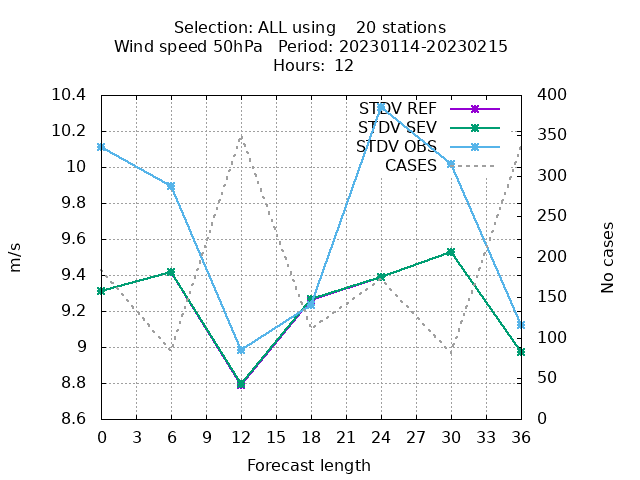 Selection: ALL using    20 stations
Wind speed 50hPa   Period: 20230114-20230215
Hours:  12
10.4
10.2
10
9.8
9.6
9.4
9.2
9
8.8
8.6
m/s
STDV REF
STDV SEV
STDV OBS
CASES
400
350
300
250
200
150
100
50
0
No cases
0 3 6 9 12 15 18 21 24 27 30 33 36
Forecast length